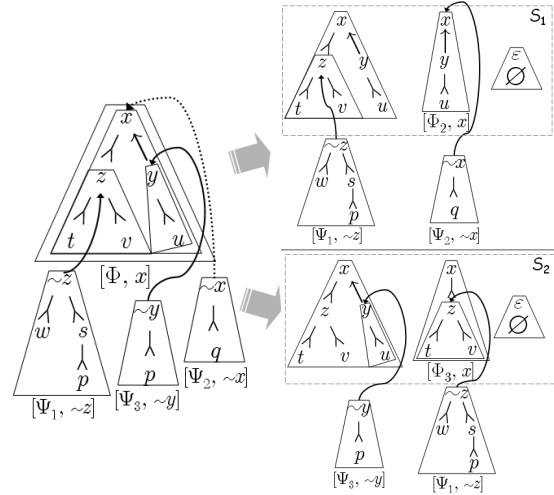 x
z
y
t v u
[Φ, x]
~z
w s
p
[Ψ₁, ~z]
~y
p
[Ψ₃, ~y]
~x
q
[Ψ₂, ~x]
S₁
x
z
y
t v u
x
y
u
[Φ₂, x]
ε
∅
~z
w s
p
[Ψ₁, ~z]
~x
q
[Ψ₂, ~x]
S₂
x
z
y
t v u
x
z
t v
[Φ₃, x]
ε
∅
~y
p
[Ψ₃, ~y]
~z
w s
p
[Ψ₁, ~z]